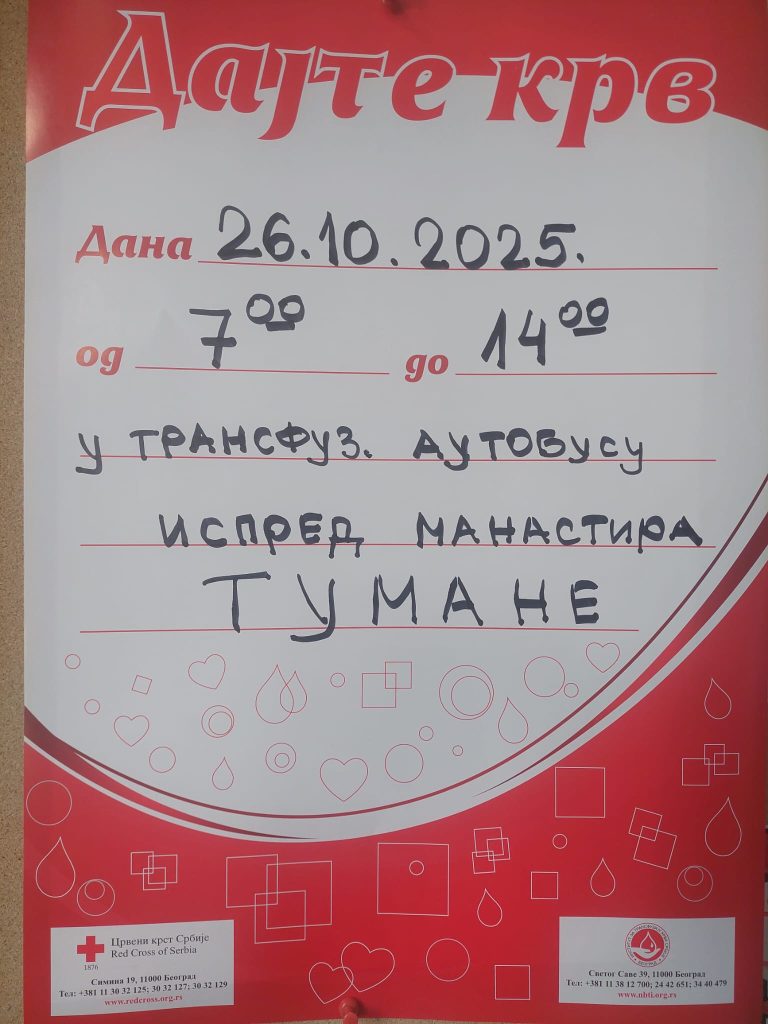 Дајте крв
Дана 26.10.2025.
од 7⁰⁰ до 14⁰⁰
у ТРАНСФУЗ. АУТОБУСУ
ИСПРЕД МАНАСТИРА
ТУМАНЕ
Црвени крст Србије
Red Cross of Serbia
1876
Симина 19, 11000 Београд
Тел: +381 11 30 32 125; 30 32 127; 30 32 129
www.redcross.org.rs
Светог Саве 39, 11000 Београд
Тел: +381 11 38 12 700; 24 42 651; 34 40 479
www.nbti.org.rs